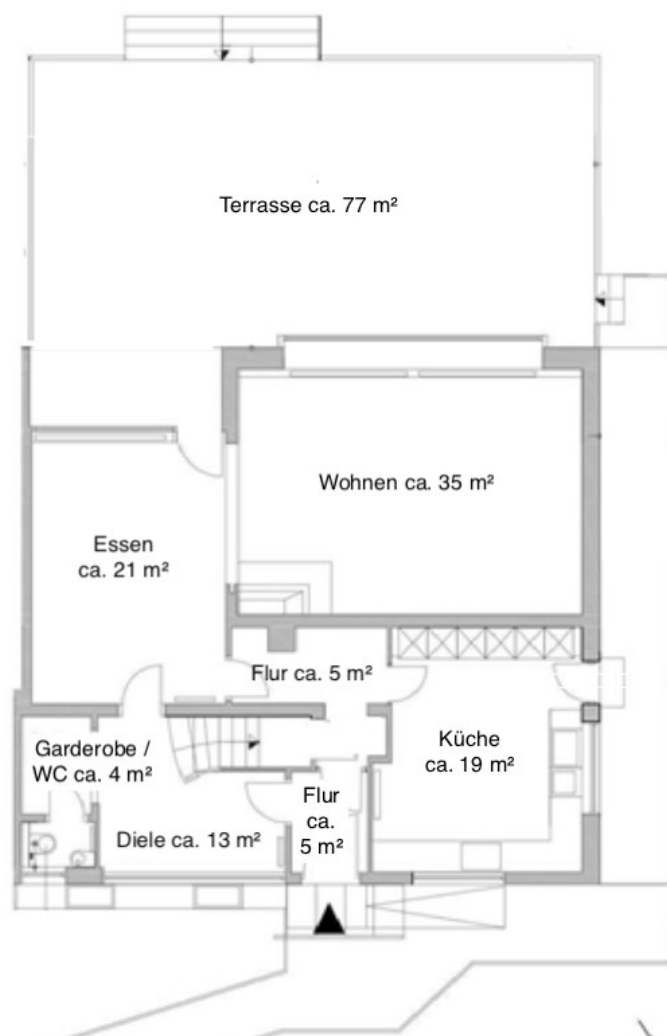 Terrasse ca. 77 m²
Wohnen ca. 35 m²
Essen
ca. 21 m²
Flur ca. 5 m²
Garderobe /
WC ca. 4 m²
Küche
ca. 19 m²
Flur
ca.
5 m²
Diele ca. 13 m²